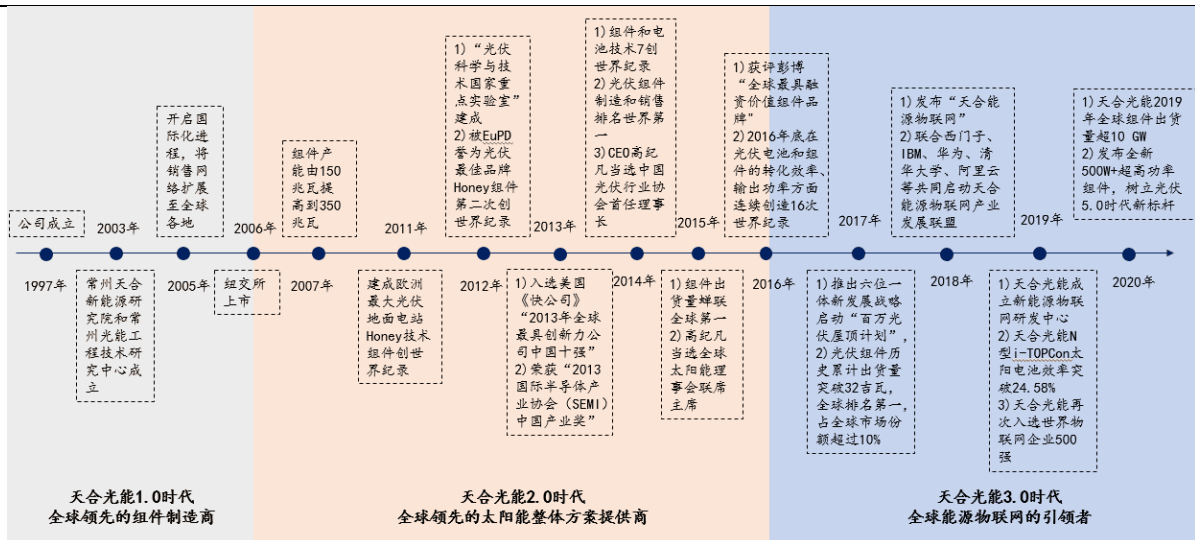 公司成立
1997年
2003年
常州天合
新能源研
究院和常
州光能工
程技术研
究中心成
立
开启国
际化进
程，将
销售网
络扩展
至全球
各地
2005年
2006年
纽交所
上市
组件产
能由150
兆瓦提
高到350
兆瓦
2007年
2011年
建成欧洲
最大光伏
地面电站
Honey技术
组件创世
界纪录
1）“光伏
科学与技
术国家重
点实验室”
建成
2）被EuPD
誉为光伏
最佳品牌
Honey组件
第二次创
世界纪录
2012年
2013年
1)入选美国
《快公司》
“2013年全球
最具创新力公
司中国十强”
2)荣获“2013
国际半导体产
业协会（SEMI）
中国产业奖”
1)组件和电
池技术7创
世界纪录
2)光伏组件
制造和销售
排名世界第
一
3)CEO高纪
凡当选中国
光伏行业协
会首任理事
长
2014年
2015年
1)组件出
货量蝉联
全球第一
2)高纪凡
当选全球
太阳能理
事会联席
主席
1)获评彭博
“全球最具融
资价值组件品
牌”
2)2016年底在
光伏电池和组
件的转化效率、
输出功率方面
连续创造16次
世界纪录
2016年
2017年
1)推出六位一
体新发展战略
启动“百万光
伏屋顶计划”，
2)光伏组件历
史累计出货量
突破32吉瓦，
全球排名第一，
占全球市场份
额超过10%
1)发布“天合能
源物联网”
2)联合西门子、
IBM、华为、清
华大学、阿里云
等共同启动天合
能源物联网产业
发展联盟
2018年
2019年
1)天合光能成
立新能源物联
网研发中心
2)天合光能N
型i-TOPCon太
阳电池效率突
破24.58%
3)天合光能再
次入选世界物
联网企业500
强
1)天合光能2019
年全球组件出货
量超10 GW
2)发布全新
500W+超高功率
组件，树立光伏
5.0时代新标杆
2020年
天合光能1.0时代
全球领先的组件制造商
天合光能2.0时代
全球领先的太阳能整体方案提供商
天合光能3.0时代
全球能源物联网的引领者